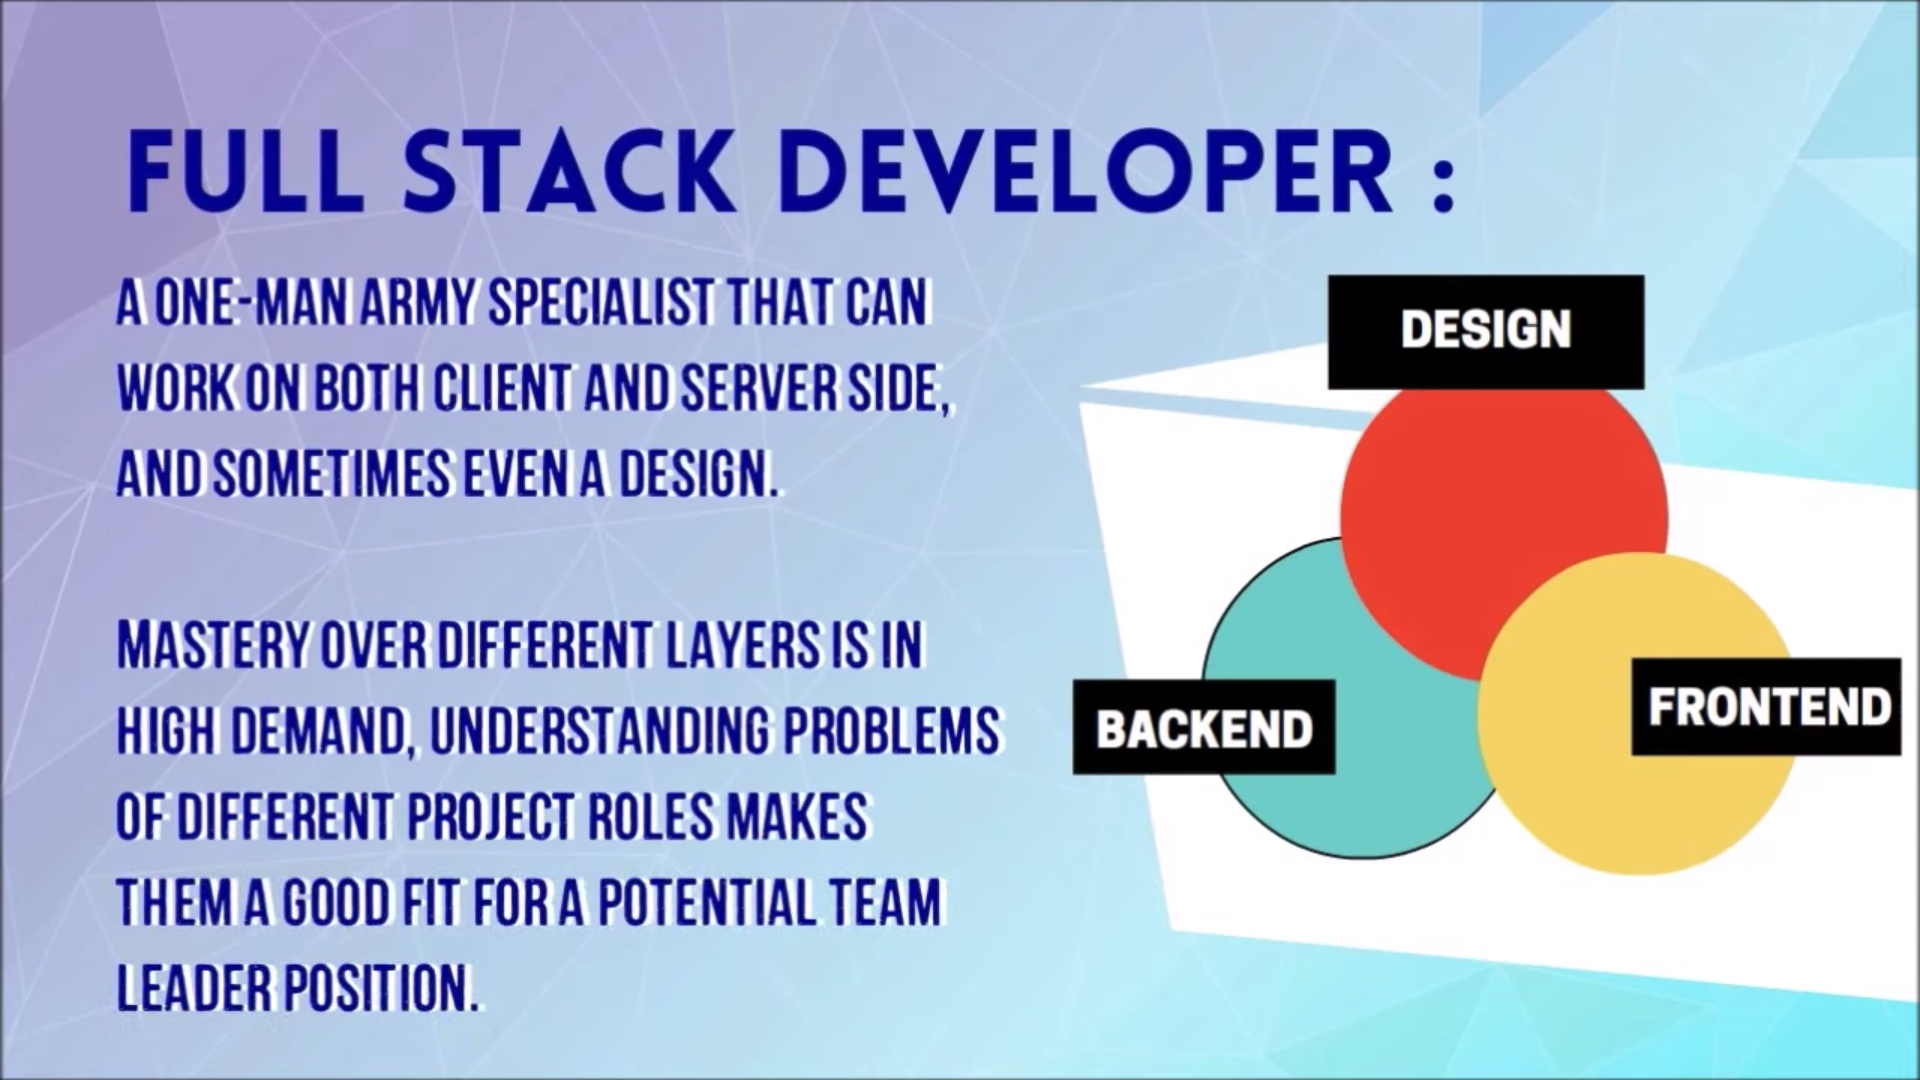 FULL STACK DEVELOPER :
A ONE-MAN ARMY SPECIALIST THAT CAN
WORK ON BOTH CLIENT AND SERVER SIDE,
AND SOMETIMES EVEN A DESIGN.
MASTERY OVER DIFFERENT LAYERS IS IN
HIGH DEMAND, UNDERSTANDING PROBLEMS
OF DIFFERENT PROJECT ROLES MAKES
THEM A GOOD FIT FOR A POTENTIAL TEAM
LEADER POSITION.
DESIGN
BACKEND
FRONTEND